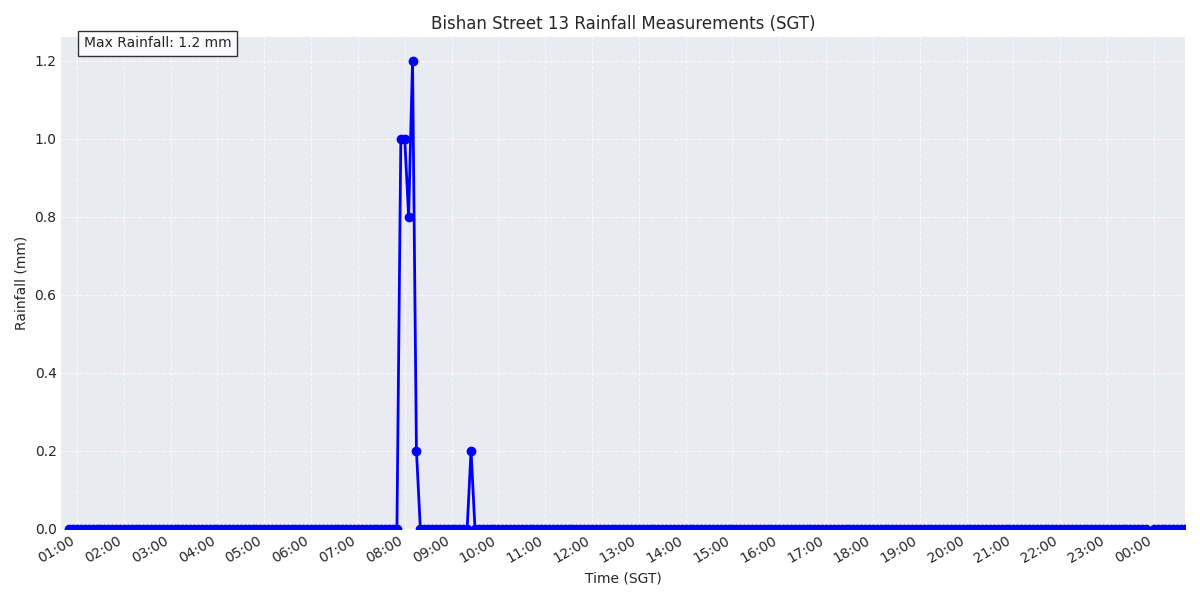 Bishan Street 13 Rainfall Measurements (SGT)
Max Rainfall: 1.2 mm
1.2
1.0
0.8
0.6
0.4
0.2
0.0
Rainfall (mm)
01:00 02:00 03:00 04:00 05:00 06:00 07:00 08:00 09:00 10:00 11:00 12:00 13:00 14:00 15:00 16:00 17:00 18:00 19:00 20:00 21:00 22:00 23:00 00:00
Time (SGT)